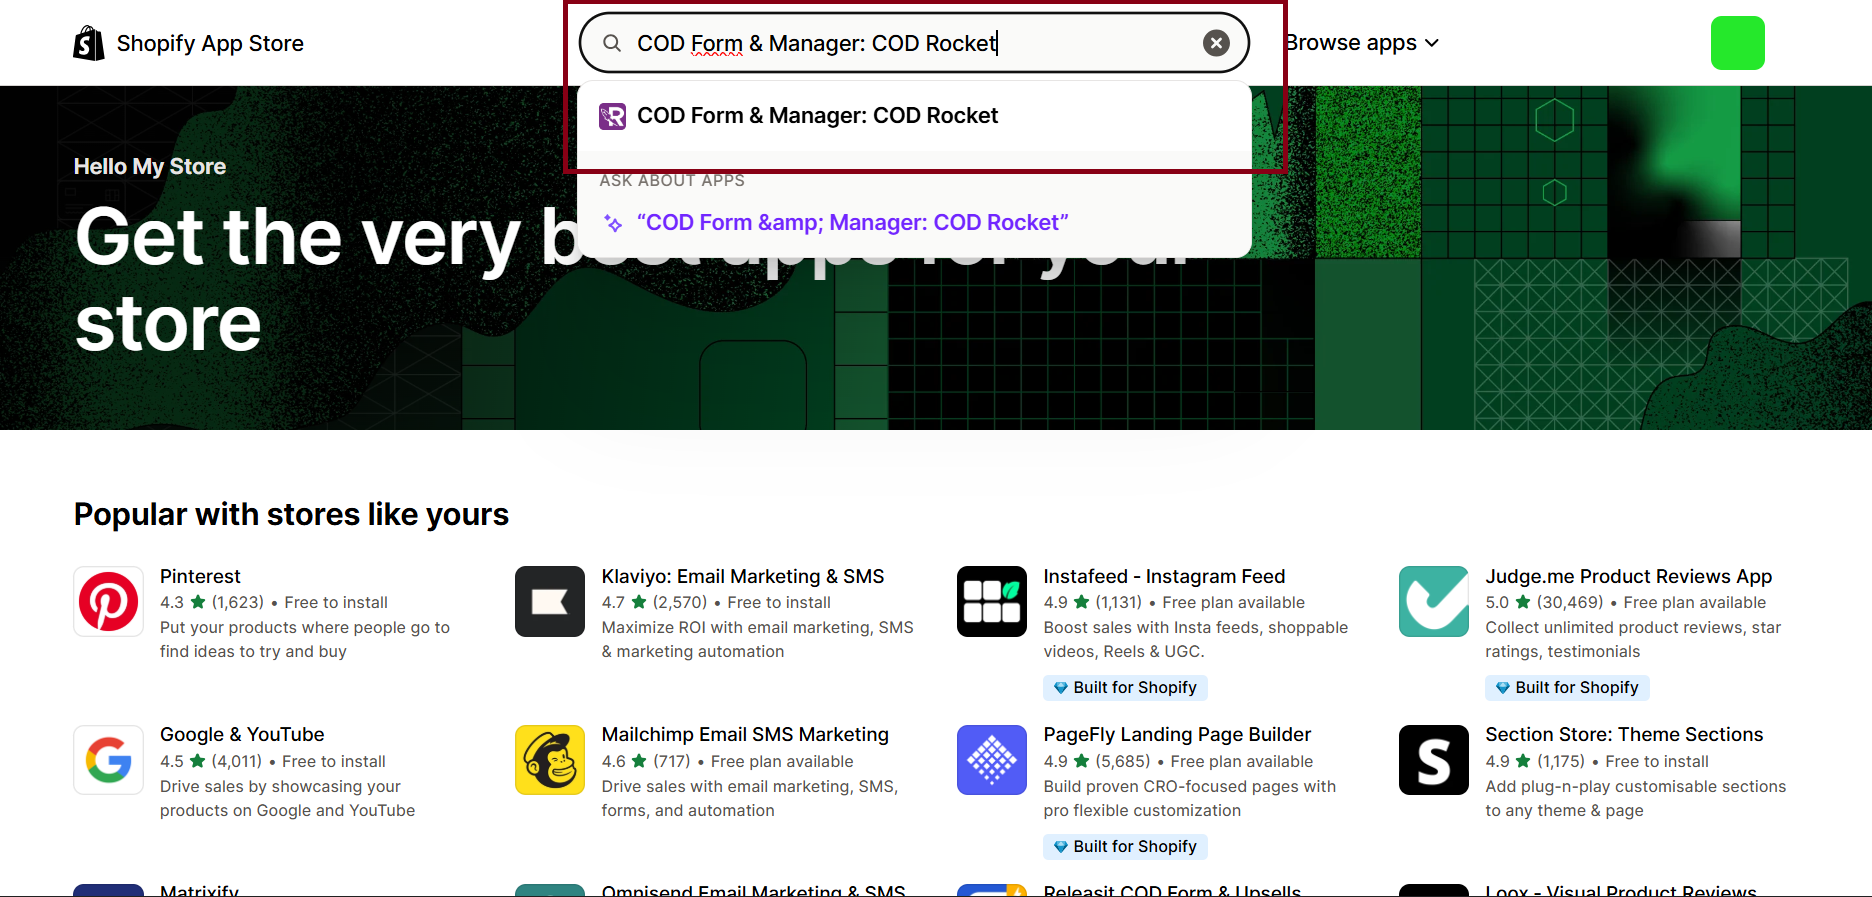 Shopify App Store
COD Form & Manager: COD Rocket
Browse apps
COD Form & Manager: COD Rocket
ASK ABOUT APPS
“COD Form &amp; Manager: COD Rocket”
Hello My Store
Get the very best apps for your
store
Popular with stores like yours
Pinterest
4.3 ★ (1,623) • Free to install
Put your products where people go to
find ideas to try and buy
Klaviyo: Email Marketing & SMS
4.7 ★ (2,570) • Free to install
Maximize ROI with email marketing, SMS
& marketing automation
Instafeed - Instagram Feed
4.9 ★ (1,131) • Free plan available
Boost sales with Insta feeds, shoppable
videos, Reels & UGC.
Built for Shopify
Judge.me Product Reviews App
5.0 ★ (30,469) • Free plan available
Collect unlimited product reviews, star
ratings, testimonials
Built for Shopify
Google & YouTube
4.5 ★ (4,011) • Free to install
Drive sales by showcasing your
products on Google and YouTube
Mailchimp Email SMS Marketing
4.6 ★ (717) • Free plan available
Drive sales with email marketing, SMS,
forms, and automation
PageFly Landing Page Builder
4.9 ★ (5,685) • Free plan available
Build proven CRO-focused pages with
pro flexible customization
Built for Shopify
Section Store: Theme Sections
4.9 ★ (1,175) • Free to install
Add plug-n-play customisable sections
to any theme & page
Matrixify
Omnisend Email Marketing & SMS
Releasit COD Form & Upsells
Loox - Visual Product Reviews